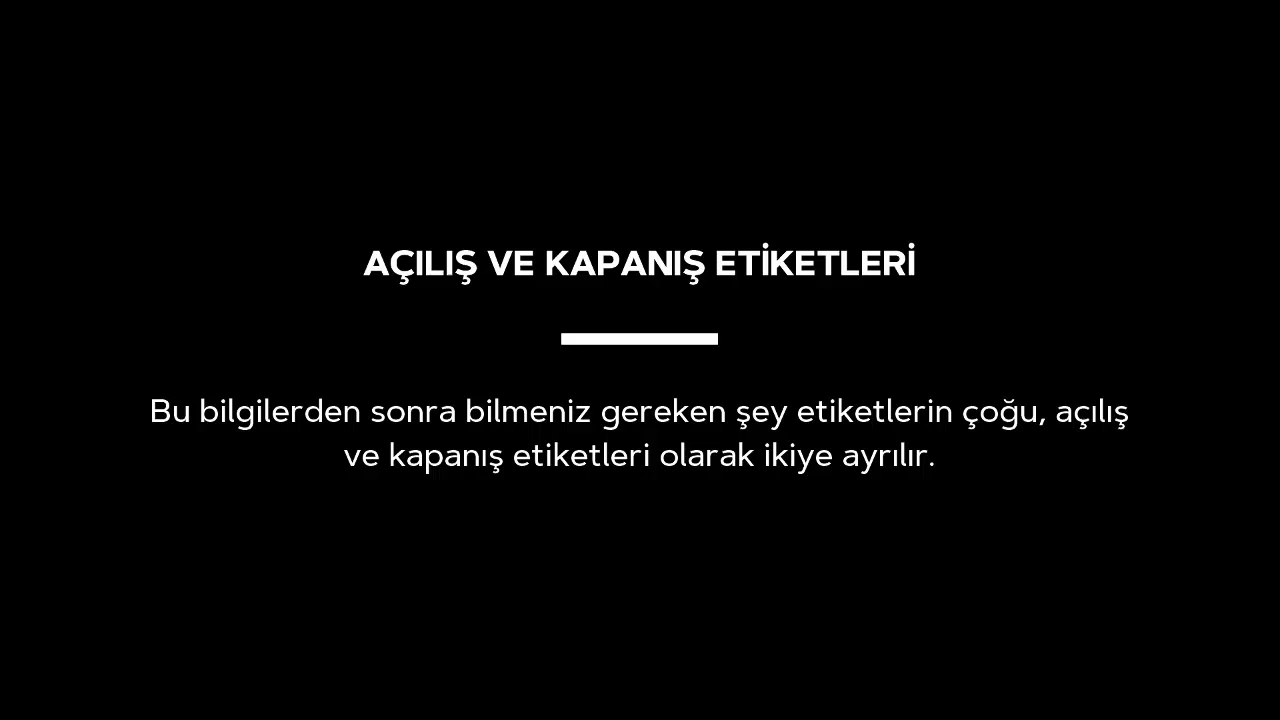 AÇILIŞ VE KAPANIŞ ETİKETLERİ
Bu bilgilerden sonra bilmeniz gereken şey etiketlerin çoğu, açılış
ve kapanış etiketleri olarak ikiye ayrılır.